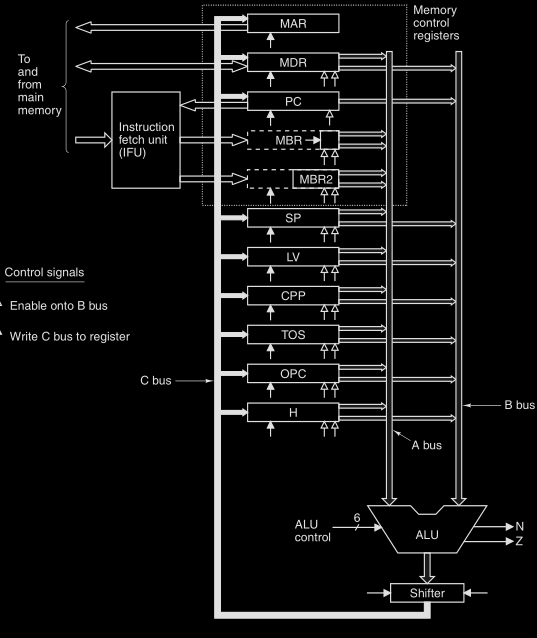 Memory
control
registers
MAR
To
and
from
main
memory
MDR
PC
Instruction
fetch unit
(IFU)
MBR
MBR2
SP
LV
Control signals
CPP
Enable onto B bus
TOS
Write C bus to register
OPC
C bus
H
B bus
A bus
ALU
control
6
ALU
N
Z
Shifter